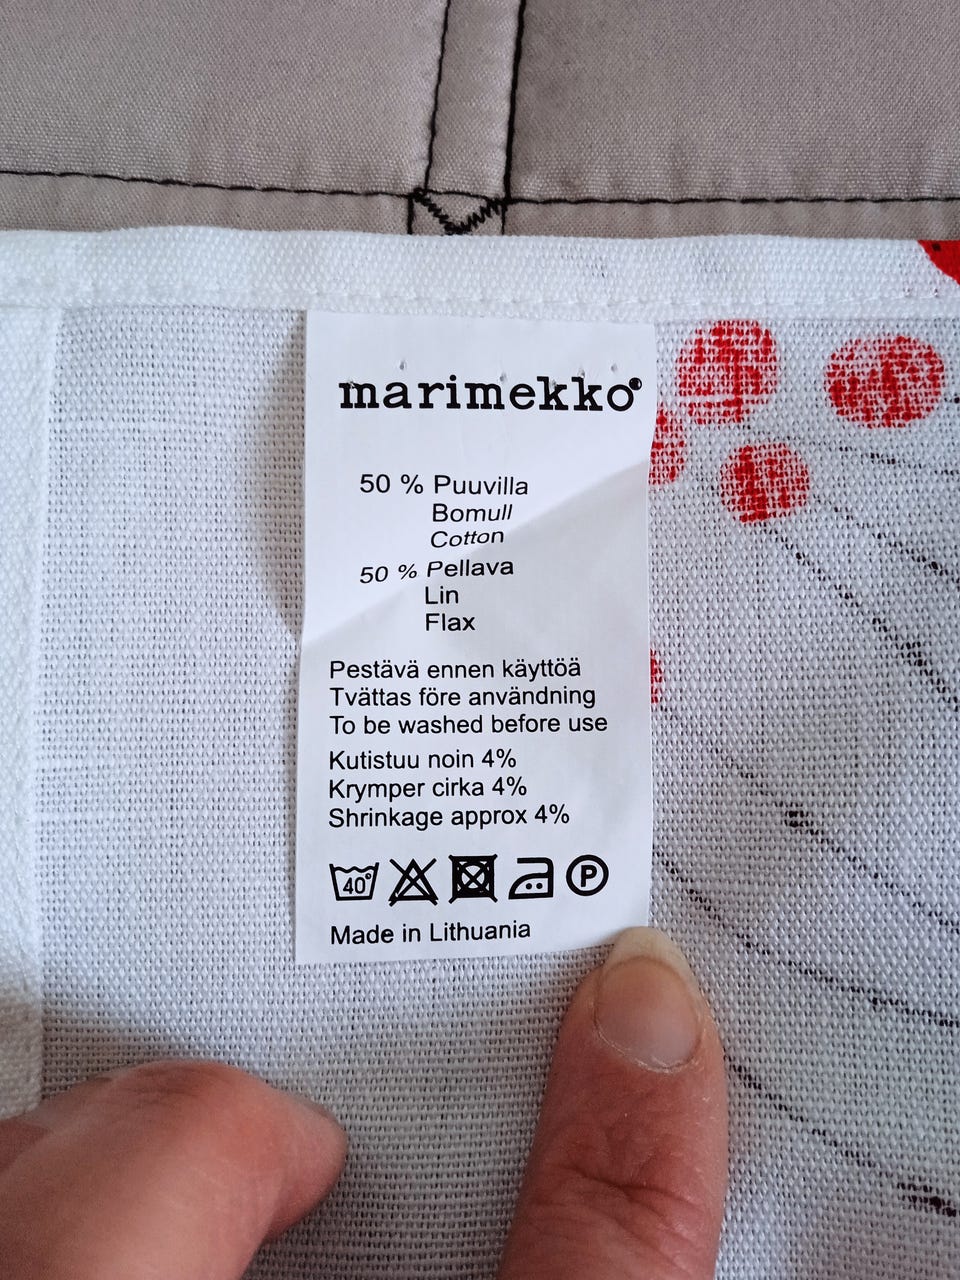 marimekko
50 % Puuvilla
Bomull
Cotton
50 % Pellava
Lin
Flax
Pestävä ennen käyttöä
Tvättas före användning
To be washed before use
Kutistuu noin 4%
Krymper cirka 4%
Shrinkage approx 4%
40° P
Made in Lithuania